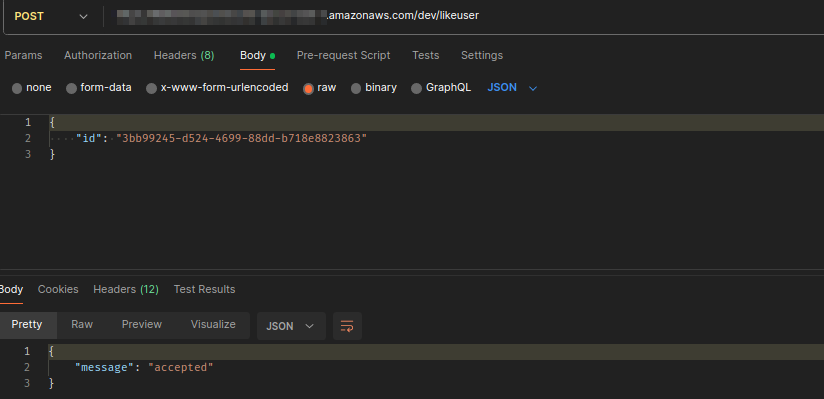 POST .amazonaws.com/dev/likeuser
Params Authorization Headers (8) Body Pre-request Script Tests Settings
none form-data x-www-form-urlencoded raw binary GraphQL JSON
1 {
2 "id": "3bb99245-d524-4699-88dd-b718e8823863"
3 }
Body Cookies Headers (12) Test Results
Pretty Raw Preview Visualize JSON
1 {
2 "message": "accepted"
3 }